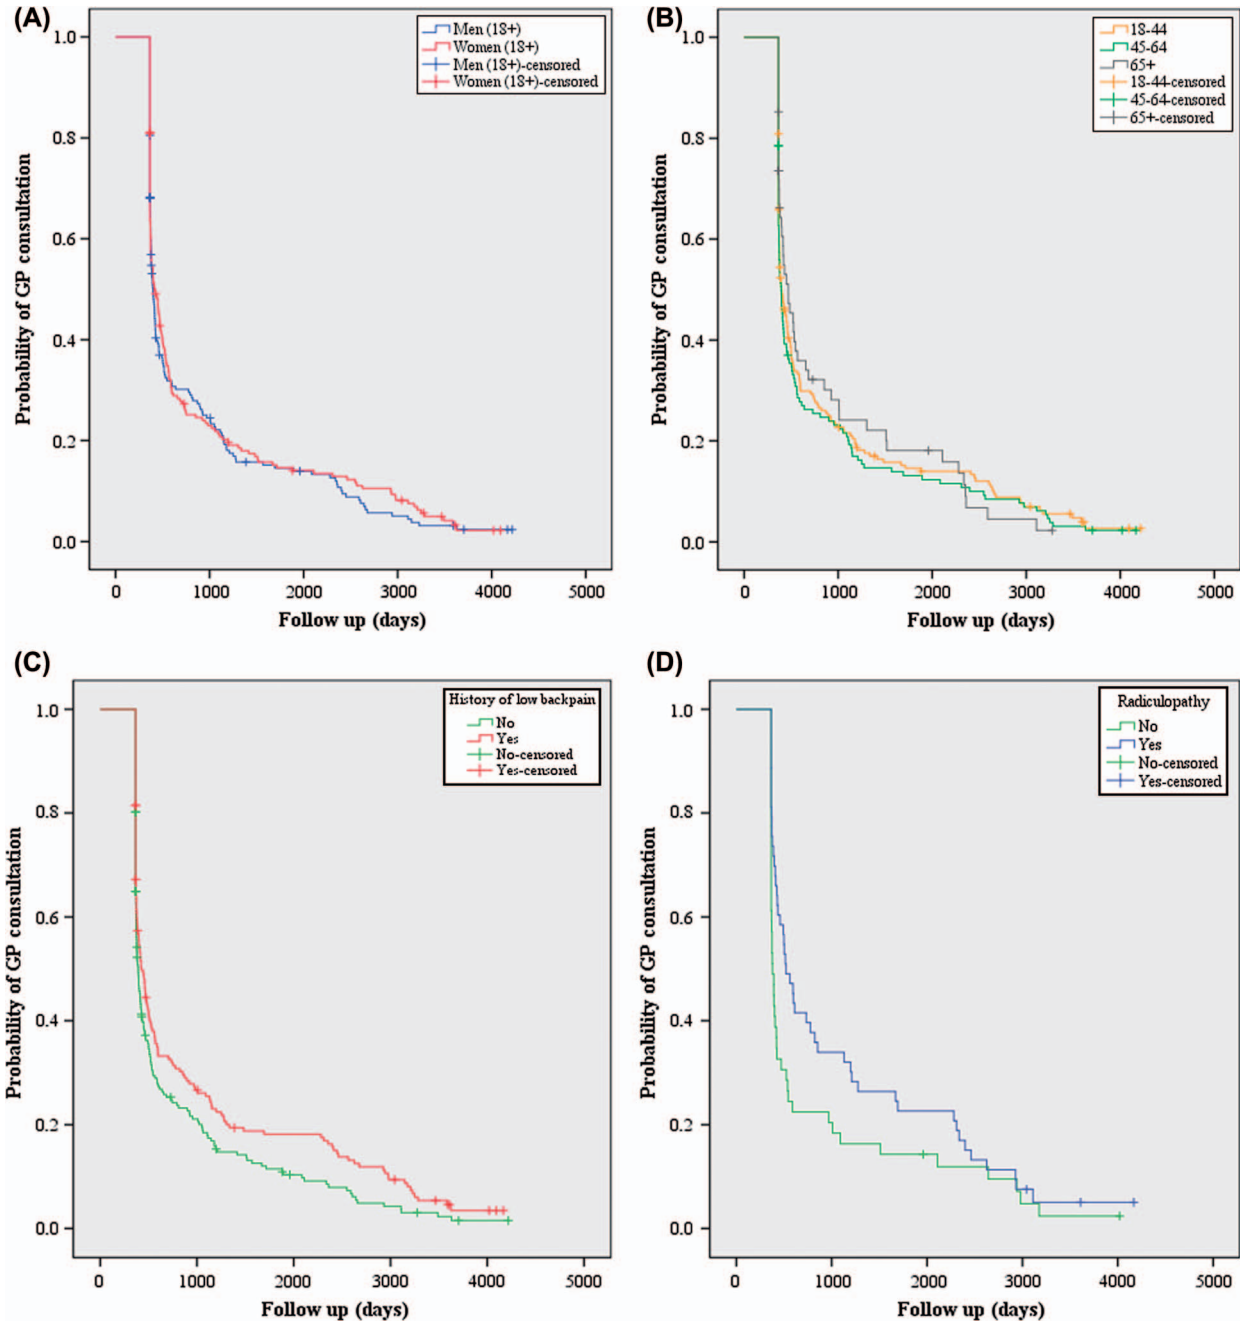 (A)
Men (18+)
Women (18+)
Men (18+)-censored
Women (18+)-censored
1.0
0.8
0.6
0.4
0.2
0.0
Probability of GP consultation
0 1000 2000 3000 4000 5000
Follow up (days)
(B)
18-44
45-64
65+
18-44-censored
45-64-censored
65+-censored
1.0
0.8
0.6
0.4
0.2
0.0
Probability of GP consultation
0 1000 2000 3000 4000 5000
Follow up (days)
(C)
History of low backpain
No
Yes
No-censored
Yes-censored
1.0
0.8
0.6
0.4
0.2
0.0
Probability of GP consultation
0 1000 2000 3000 4000 5000
Follow up (days)
(D)
Radiculopathy
No
Yes
No-censored
Yes-censored
1.0
0.8
0.6
0.4
0.2
0.0
Probability of GP consultation
0 1000 2000 3000 4000 5000
Follow up (days)